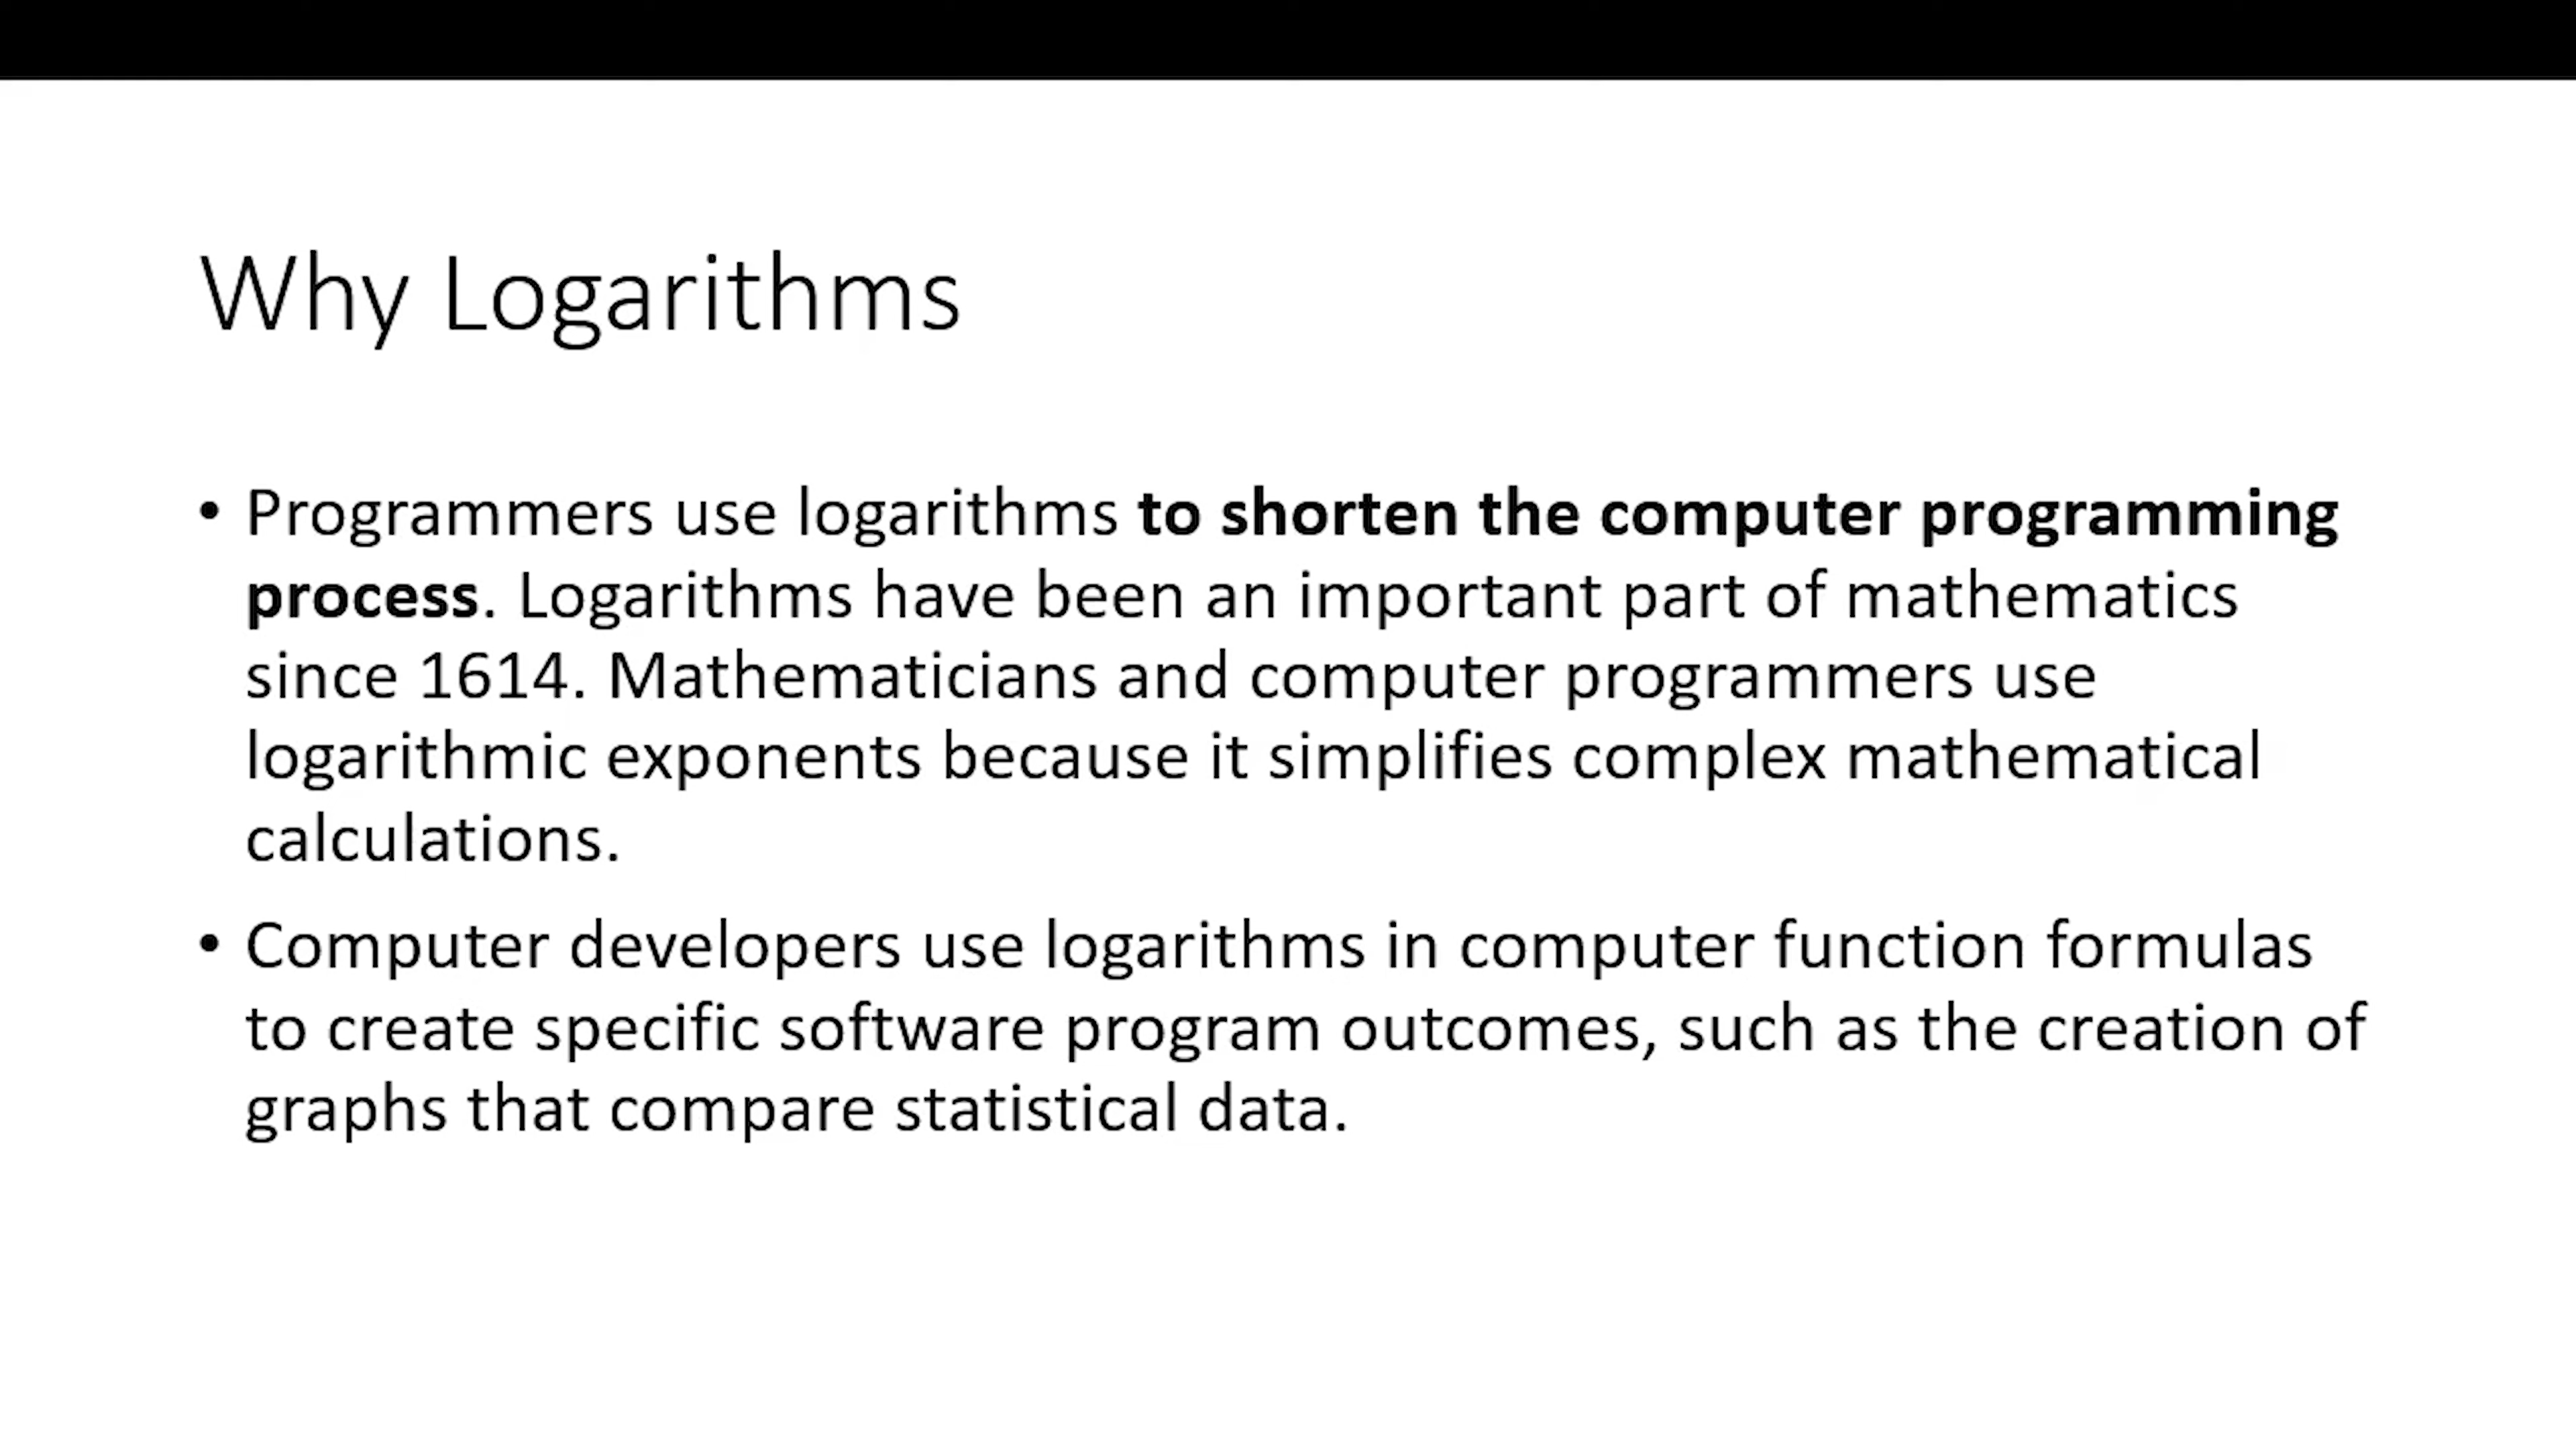 Why Logarithms
• Programmers use logarithms to shorten the computer programming
process. Logarithms have been an important part of mathematics
since 1614. Mathematicians and computer programmers use
logarithmic exponents because it simplifies complex mathematical
calculations.
• Computer developers use logarithms in computer function formulas
to create specific software program outcomes, such as the creation of
graphs that compare statistical data.